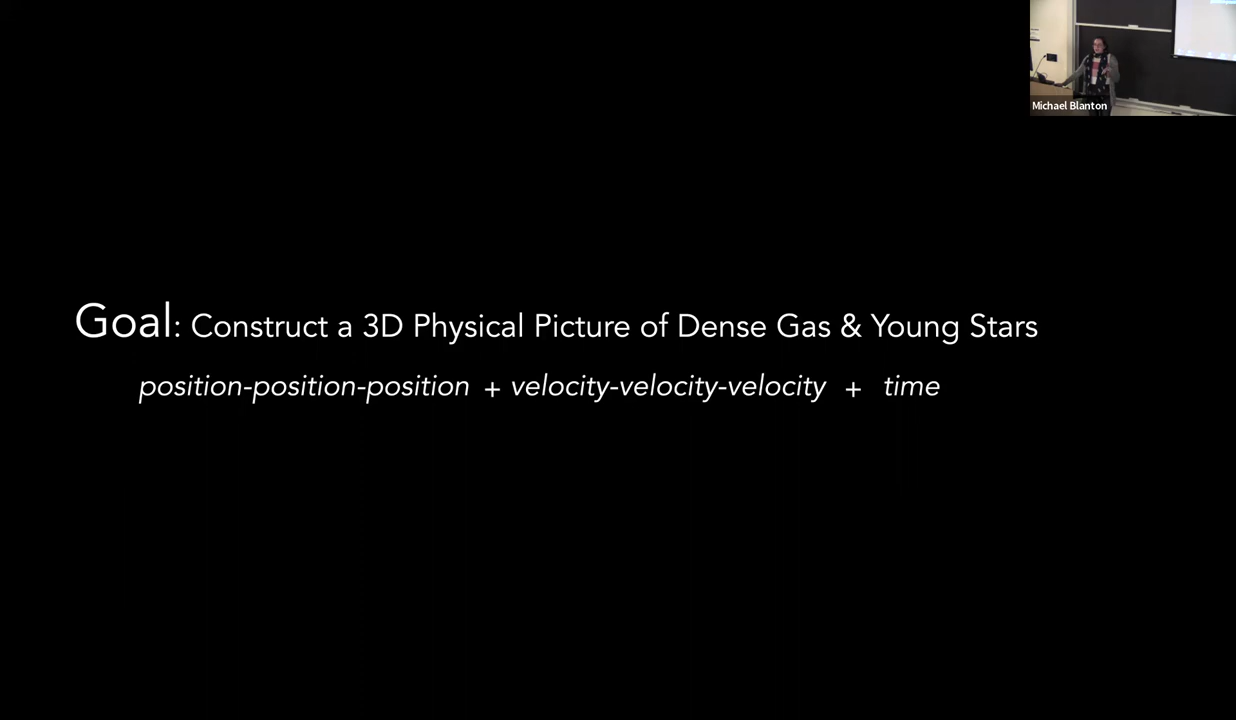 Michael Blanton
Goal: Construct a 3D Physical Picture of Dense Gas & Young Stars
position-position-position + velocity-velocity-velocity + time